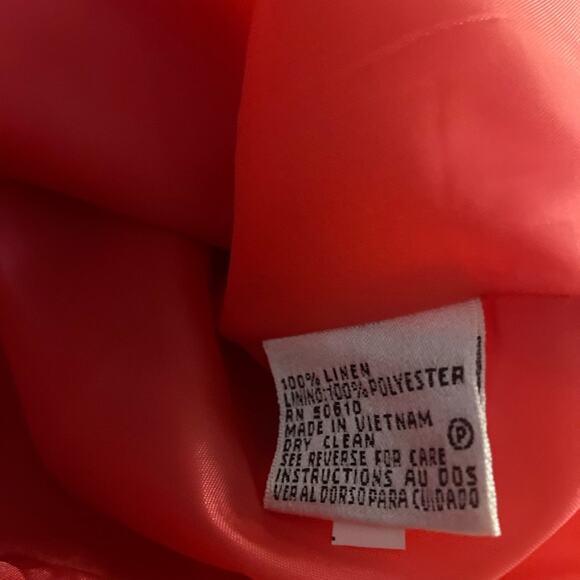 100% LINEN
LINING:100% POLYESTER
RN 50610
MADE IN VIETNAM
DRY CLEAN P
SEE REVERSE FOR CARE
INSTRUCTIONS AU DOS
VER AL DORSO PARA CUIDADO